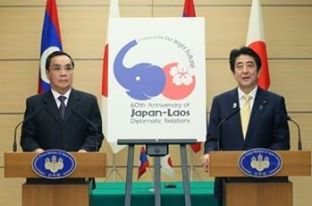 60th Anniversary of
Japan-Laos
Diplomatic Relations